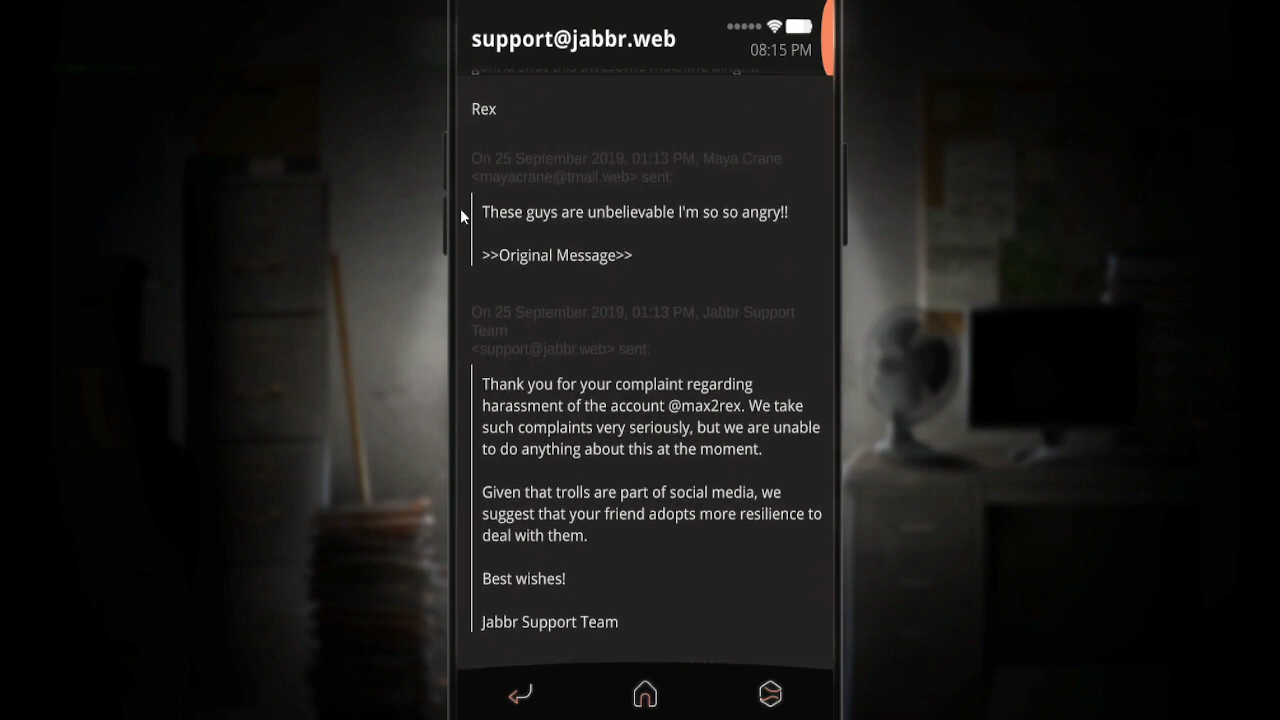 support@jabbr.web
08:15 PM
Rex
On 25 September 2019, 01:13 PM, Maya Crane
<mayacrane@tmail.web> sent:
These guys are unbelievable I'm so so angry!!
>>Original Message>>
On 25 September 2019, 01:13 PM, Jabbr Support
Team
<support@jabbr.web> sent:
Thank you for your complaint regarding
harassment of the account @max2rex. We take
such complaints very seriously, but we are unable
to do anything about this at the moment.
Given that trolls are part of social media, we
suggest that your friend adopts more resilience to
deal with them.
Best wishes!
Jabbr Support Team